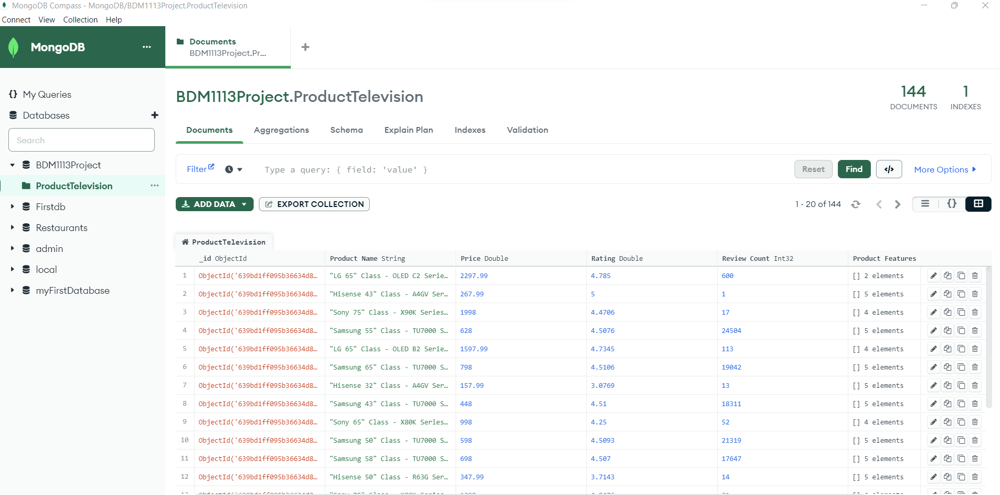 MongoDB Compass - MongoDB/BDM1113Project.ProductTelevision
Connect View Collection Help
MongoDB
Documents
BDM1113Project.Pr...
My Queries
Databases
Search
BDM1113Project
ProductTelevision
Firstdb
Restaurants
admin
local
myFirstDatabase
BDM1113Project.ProductTelevision
144
DOCUMENTS
1
INDEXES
Documents Aggregations Schema Explain Plan Indexes Validation
Filter Type a query: { field: 'value' } Reset Find </> More Options
ADD DATA EXPORT COLLECTION 1 - 20 of 144 {}
ProductTelevision
_id ObjectId Product Name String Price Double Rating Double Review Count Int32 Product Features
1 ObjectId('639bd1ff095b36634d8… "LG 65" Class - OLED C2 Serie… 2297.99 4.785 600 [] 2 elements
2 ObjectId('639bd1ff095b36634d8… "Hisense 43" Class - A4GV Ser… 267.99 5 1 [] 5 elements
3 ObjectId('639bd1ff095b36634d8… "Sony 75" Class - X90K Series… 1998 4.4706 17 [] 4 elements
4 ObjectId('639bd1ff095b36634d8… "Samsung 55" Class - TU7000 S… 628 4.5076 24504 [] 5 elements
5 ObjectId('639bd1ff095b36634d8… "LG 65" Class - OLED B2 Serie… 1597.99 4.7345 113 [] 4 elements
6 ObjectId('639bd1ff095b36634d8… "Samsung 65" Class - TU7000 S… 798 4.5106 19042 [] 5 elements
7 ObjectId('639bd1ff095b36634d8… "Hisense 32" Class - A4GV Ser… 157.99 3.0769 13 [] 5 elements
8 ObjectId('639bd1ff095b36634d8… "Samsung 43" Class - TU7000 S… 448 4.51 18311 [] 5 elements
9 ObjectId('639bd1ff095b36634d8… "Sony 65" Class - X80K Series… 998 4.25 52 [] 4 elements
10 ObjectId('639bd1ff095b36634d8… "Samsung 50" Class - TU7000 S… 598 4.5093 21319 [] 5 elements
11 ObjectId('639bd1ff095b36634d8… "Samsung 58" Class - TU7000 S… 698 4.507 17647 [] 5 elements
12 ObjectId('639bd1ff095b36634d8… "Hisense 50" Class - R63G Ser… 347.99 3.7143 14 [] 5 elements